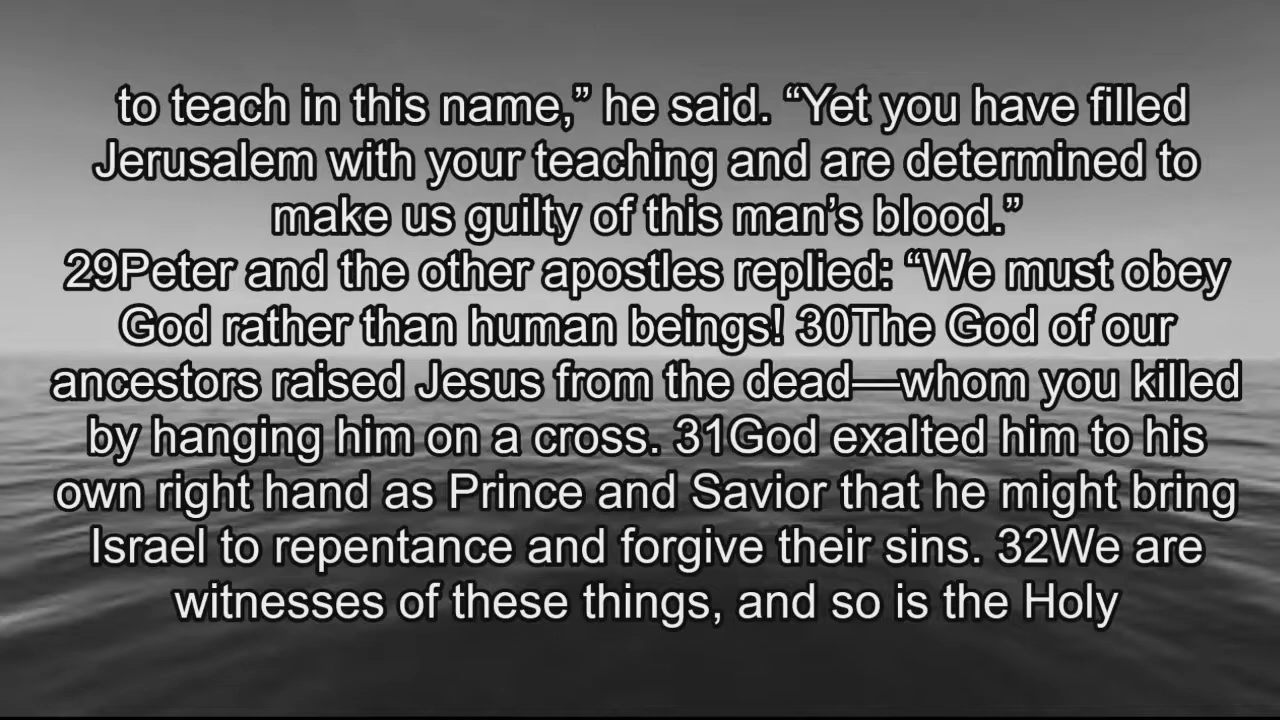 to teach in this name,” he said. “Yet you have filled
Jerusalem with your teaching and are determined to
make us guilty of this man’s blood.”
29Peter and the other apostles replied: “We must obey
God rather than human beings! 30The God of our
ancestors raised Jesus from the dead—whom you killed
by hanging him on a cross. 31God exalted him to his
own right hand as Prince and Savior that he might bring
Israel to repentance and forgive their sins. 32We are
witnesses of these things, and so is the Holy